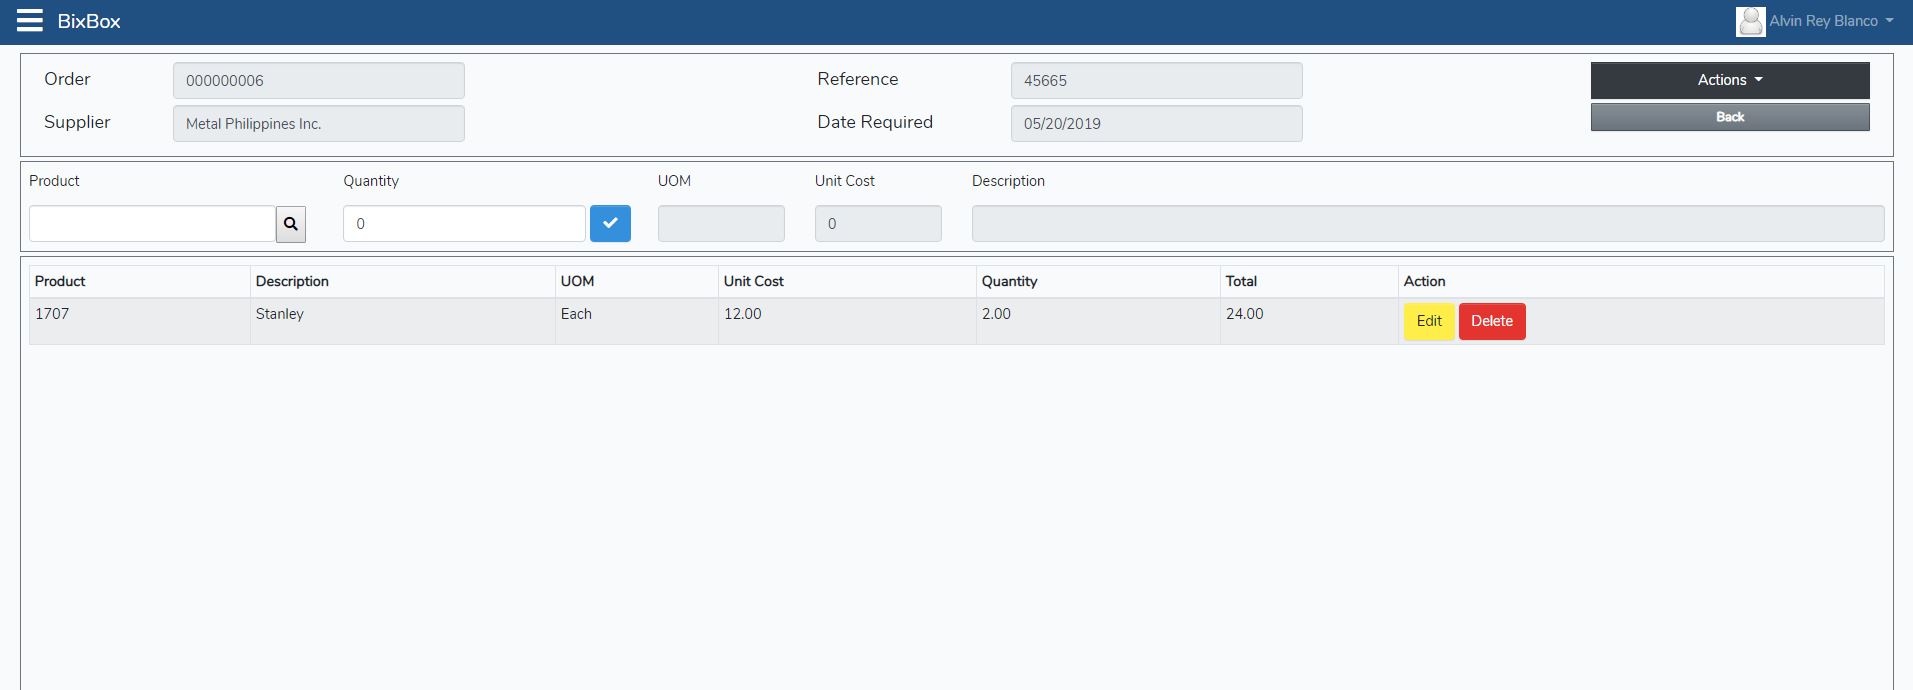 BixBox
Alvin Rey Blanco
Order 000000006 Reference 45665 Actions
Supplier Metal Philippines Inc. Date Required 05/20/2019 Back
Product Quantity UOM Unit Cost Description
0 0
Product Description UOM Unit Cost Quantity Total Action
1707 Stanley Each 12.00 2.00 24.00 Edit Delete